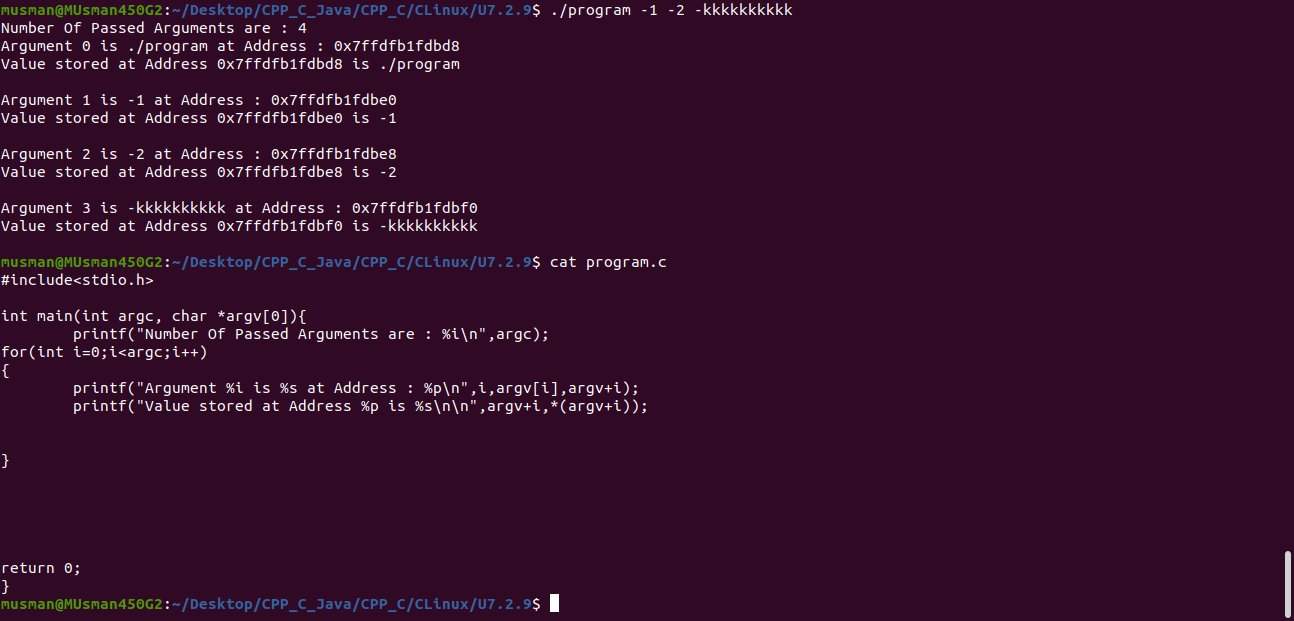 musman@MUsman450G2:~/Desktop/CPP_C_Java/CPP_C/CLinux/U7.2.9$ ./program -1 -2 -kkkkkkkkkk
Number Of Passed Arguments are : 4
Argument 0 is ./program at Address : 0x7ffdfb1fdbd8
Value stored at Address 0x7ffdfb1fdbd8 is ./program

Argument 1 is -1 at Address : 0x7ffdfb1fdbe0
Value stored at Address 0x7ffdfb1fdbe0 is -1

Argument 2 is -2 at Address : 0x7ffdfb1fdbe8
Value stored at Address 0x7ffdfb1fdbe8 is -2

Argument 3 is -kkkkkkkkkk at Address : 0x7ffdfb1fdbf0
Value stored at Address 0x7ffdfb1fdbf0 is -kkkkkkkkkk

musman@MUsman450G2:~/Desktop/CPP_C_Java/CPP_C/CLinux/U7.2.9$ cat program.c
#include<stdio.h>

int main(int argc, char *argv[0]){
        printf("Number Of Passed Arguments are : %i\n",argc);
for(int i=0;i<argc;i++)
{
        printf("Argument %i is %s at Address : %p\n",i,argv[i],argv+i);
        printf("Value stored at Address %p is %s\n\n",argv+i,*(argv+i));


}





return 0;
}
musman@MUsman450G2:~/Desktop/CPP_C_Java/CPP_C/CLinux/U7.2.9$